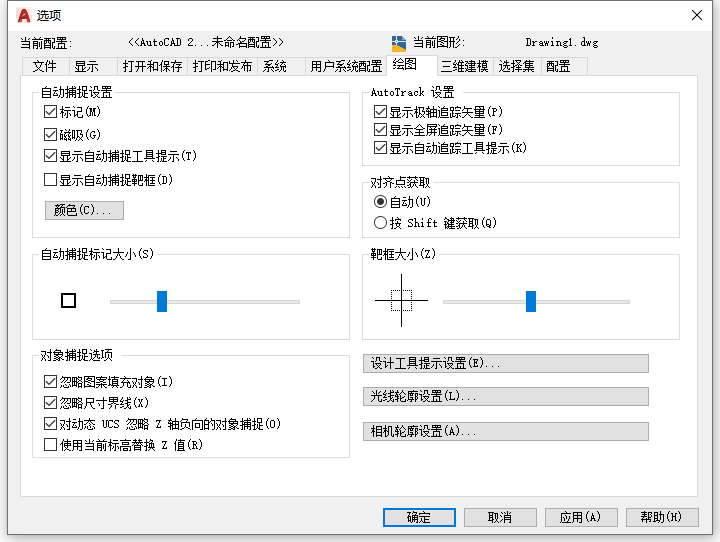 选项
当前配置: <<AutoCAD 2...未命名配置>> 当前图形: Drawing1.dwg
文件 显示 打开和保存 打印和发布 系统 用户系统配置 绘图 三维建模 选择集 配置
自动捕捉设置
标记(M)
磁吸(G)
显示自动捕捉工具提示(T)
显示自动捕捉靶框(D)
颜色(C)...
AutoTrack 设置
显示极轴追踪矢量(P)
显示全屏追踪矢量(F)
显示自动追踪工具提示(K)
对齐点获取
自动(U)
按 Shift 键获取(Q)
自动捕捉标记大小(S)
靶框大小(Z)
对象捕捉选项
忽略图案填充对象(I)
忽略尺寸界线(X)
对动态 UCS 忽略 Z 轴负向的对象捕捉(O)
使用当前标高替换 Z 值(R)
设计工具提示设置(E)...
光线轮廓设置(L)...
相机轮廓设置(A)...
确定 取消 应用(A) 帮助(H)